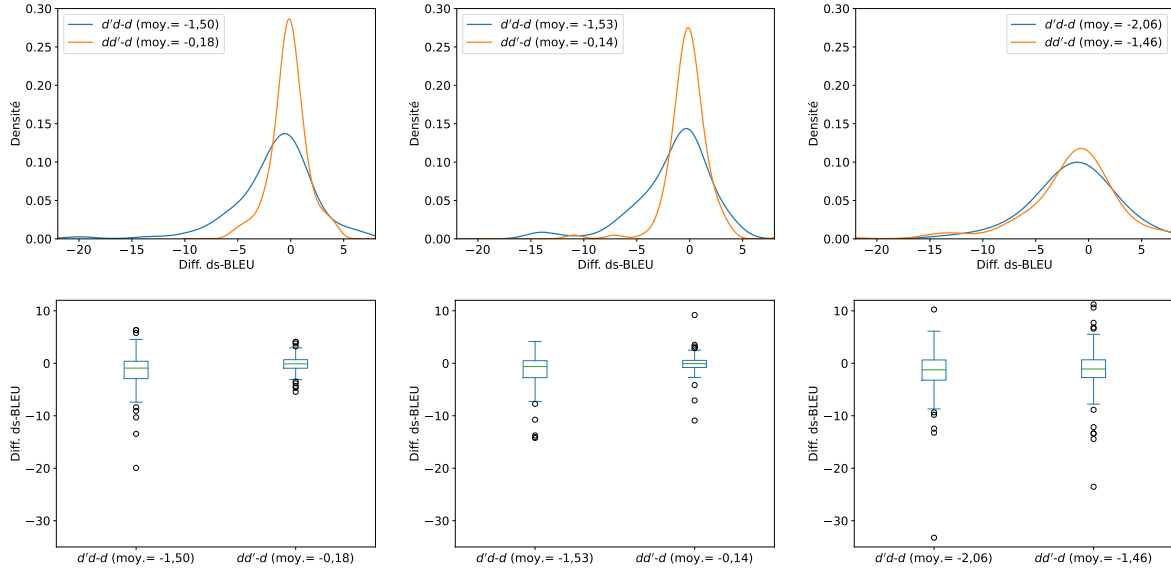 d'd-d (moy.= -1,50)
dd'-d (moy.= -0,18)
0.30
0.25
0.20
0.15
0.10
0.05
0.00
Densité
−20
−15
−10
−5
0
5
Diff. ds-BLEU
d'd-d (moy.= -1,53)
dd'-d (moy.= -0,14)
0.30
0.25
0.20
0.15
0.10
0.05
0.00
Densité
−20
−15
−10
−5
0
5
Diff. ds-BLEU
d'd-d (moy.= -2,06)
dd'-d (moy.= -1,46)
0.30
0.25
0.20
0.15
0.10
0.05
0.00
Densité
−20
−15
−10
−5
0
5
Diff. ds-BLEU
10
0
−10
−20
−30
Diff. ds-BLEU
d'd-d (moy.= -1,50)
dd'-d (moy.= -0,18)
10
0
−10
−20
−30
Diff. ds-BLEU
d'd-d (moy.= -1,53)
dd'-d (moy.= -0,14)
10
0
−10
−20
−30
Diff. ds-BLEU
d'd-d (moy.= -2,06)
dd'-d (moy.= -1,46)